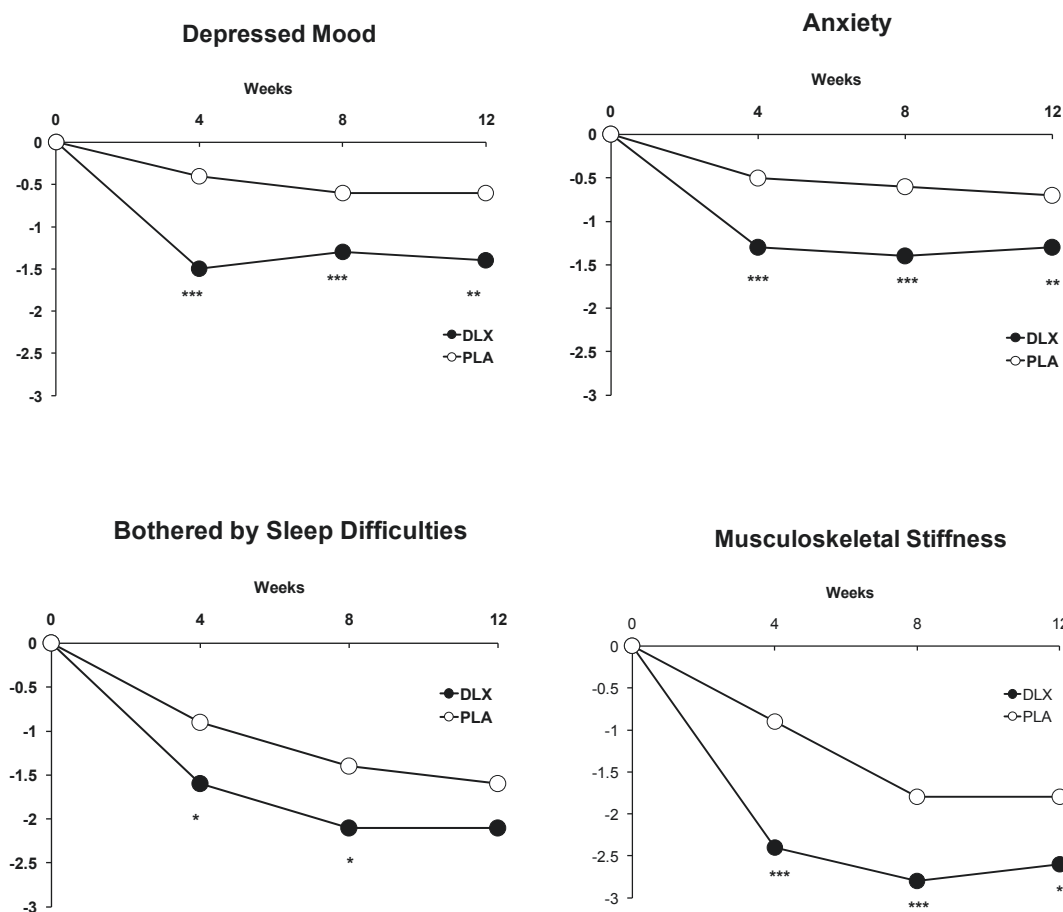 Depressed Mood
Weeks
0 4 8 12
0
-0.5
-1
-1.5
-2
-2.5
-3
***
***
**
DLX
PLA
Anxiety
Weeks
0 4 8 12
0
-0.5
-1
-1.5
-2
-2.5
-3
***
***
**
DLX
PLA
Bothered by Sleep Difficulties
Weeks
0 4 8 12
0
-0.5
-1
-1.5
-2
-2.5
-3
*
*
DLX
PLA
Musculoskeletal Stiffness
Weeks
0 4 8 12
0
-0.5
-1
-1.5
-2
-2.5
-3
***
***
*
DLX
PLA